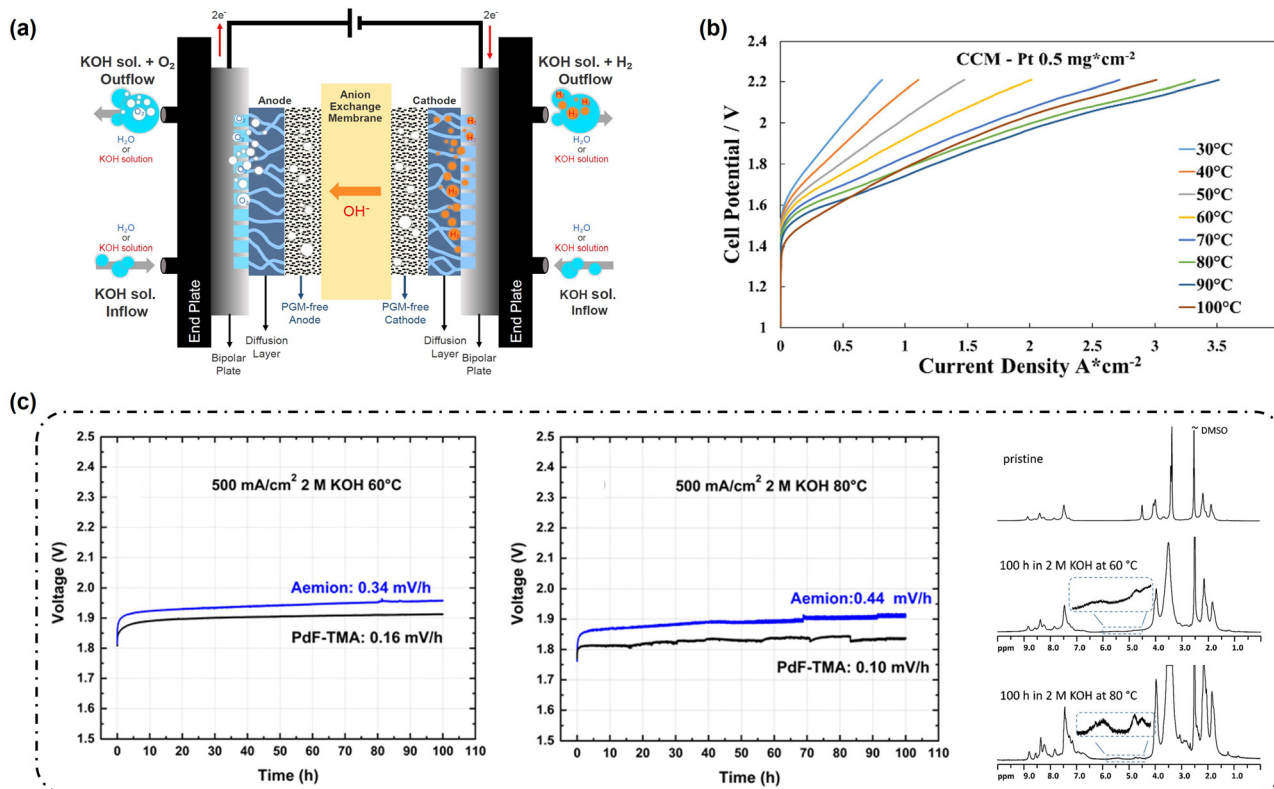 (a)
2e⁻
2e⁻
KOH sol. + O₂
Outflow
H₂O
or
KOH solution
H₂O
or
KOH solution
KOH sol.
Inflow
End Plate
Bipolar
Plate
Diffusion
Layer
Anode
O₂
O₂
O₂
O₂
PGM-free
Anode
Anion
Exchange
Membrane
OH⁻
Cathode
H₂
H₂
H₂
H₂
H₂
H₂
PGM-free
Cathode
Diffusion
Layer
Bipolar
Plate
End Plate
KOH sol. + H₂
Outflow
H₂
H₂
H₂
H₂O
or
KOH solution
H₂O
or
KOH solution
KOH sol.
Inflow
(b)
CCM - Pt 0.5 mg*cm⁻²
Cell Potential / V
2.4
2.2
2
1.8
1.6
1.4
1.2
1
0 0.5 1 1.5 2 2.5 3 3.5
Current Density A*cm⁻²
30°C
40°C
50°C
60°C
70°C
80°C
90°C
100°C
(c)
500 mA/cm² 2 M KOH 60°C
Aemion: 0.34 mV/h
PdF-TMA: 0.16 mV/h
Voltage (V)
2.5
2.4
2.3
2.2
2.1
2.0
1.9
1.8
1.7
1.6
1.5
0 10 20 30 40 50 60 70 80 90 100 110
Time (h)
500 mA/cm² 2 M KOH 80°C
Aemion:0.44 mV/h
PdF-TMA: 0.10 mV/h
Voltage (V)
2.5
2.4
2.3
2.2
2.1
2.0
1.9
1.8
1.7
1.6
1.5
0 10 20 30 40 50 60 70 80 90 100 110
Time (h)
~ DMSO
pristine
100 h in 2 M KOH at 60 °C
ppm 9.0 8.0 7.0 6.0 5.0 4.0 3.0 2.0 1.0
100 h in 2 M KOH at 80 °C
ppm 9.0 8.0 7.0 6.0 5.0 4.0 3.0 2.0 1.0